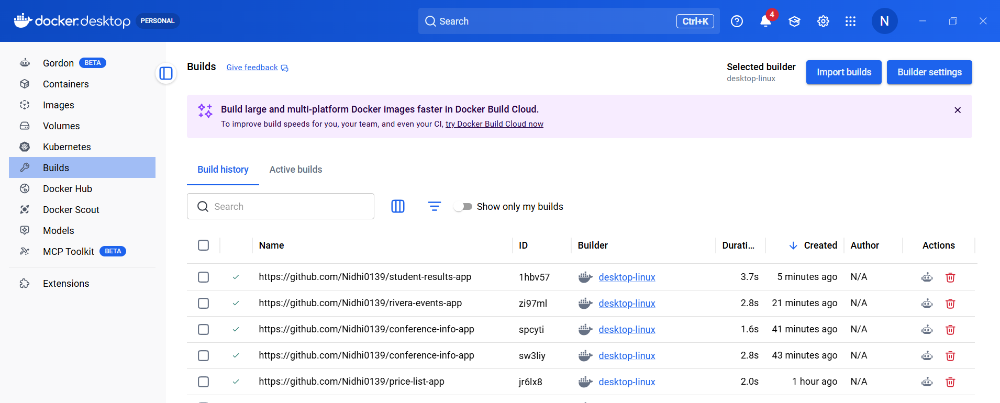 docker.desktop PERSONAL
Search Ctrl+K
4
N
Gordon BETA
Containers
Images
Volumes
Kubernetes
Builds
Docker Hub
Docker Scout
Models
MCP Toolkit BETA
Extensions
Builds Give feedback
Selected builder
desktop-linux
Import builds
Builder settings
Build large and multi-platform Docker images faster in Docker Build Cloud.
To improve build speeds for you, your team, and even your CI, try Docker Build Cloud now
Build history Active builds
Search
Show only my builds
Name ID Builder Durati... Created Author Actions
https://github.com/Nidhi0139/student-results-app 1hbv57 desktop-linux 3.7s 5 minutes ago N/A
https://github.com/Nidhi0139/rivera-events-app zi97ml desktop-linux 2.8s 21 minutes ago N/A
https://github.com/Nidhi0139/conference-info-app spcyti desktop-linux 1.6s 41 minutes ago N/A
https://github.com/Nidhi0139/conference-info-app sw3liy desktop-linux 2.8s 43 minutes ago N/A
https://github.com/Nidhi0139/price-list-app jr6lx8 desktop-linux 2.0s 1 hour ago N/A